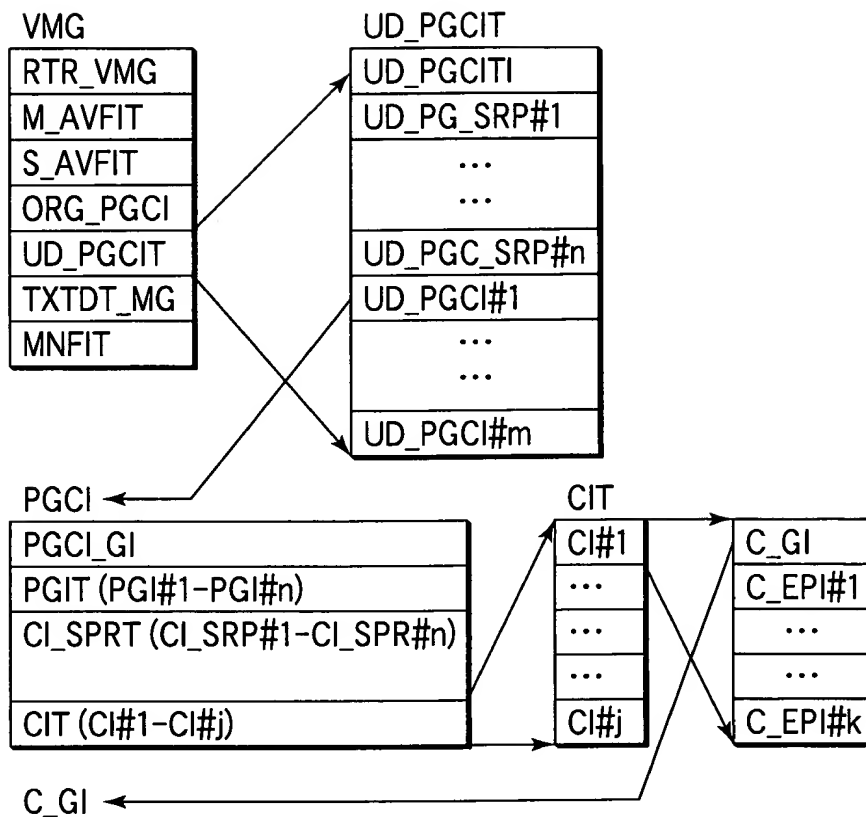 VMG
RTR_VMG
M_AVFIT
S_AVFIT
ORG_PGCI
UD_PGCIT
TXTDT_MG
MNFIT
UD_PGCIT
UD_PGCITI
UD_PG_SRP#1
...
...
UD_PGC_SRP#n
UD_PGCI#1
...
...
UD_PGCI#m
PGCI
PGCI_GI
PGIT (PGI#1-PGI#n)
CI_SPRT (CI_SRP#1-CI_SPR#n)
CIT (CI#1-CI#j)
CIT
CI#1
...
...
...
CI#j
C_GI
C_EPI#1
...
...
C_EPI#k
C_GI